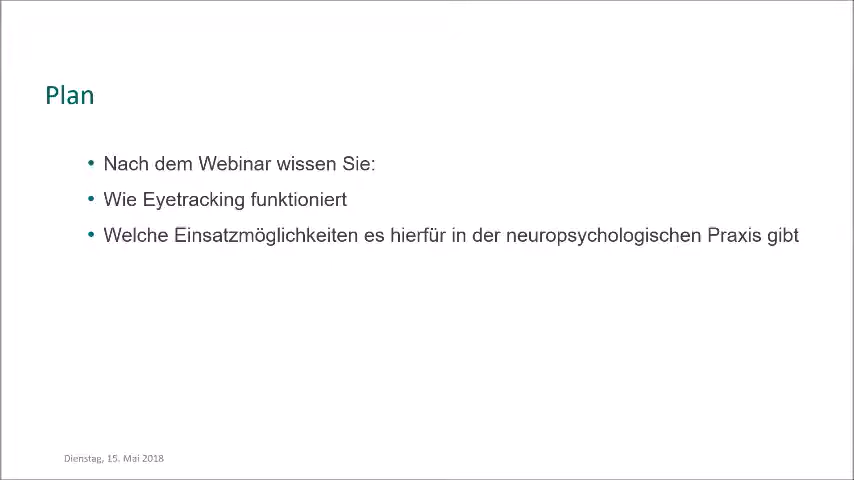 Plan
• Nach dem Webinar wissen Sie:
• Wie Eyetracking funktioniert
• Welche Einsatzmöglichkeiten es hierfür in der neuropsychologischen Praxis gibt
Dienstag, 15. Mai 2018